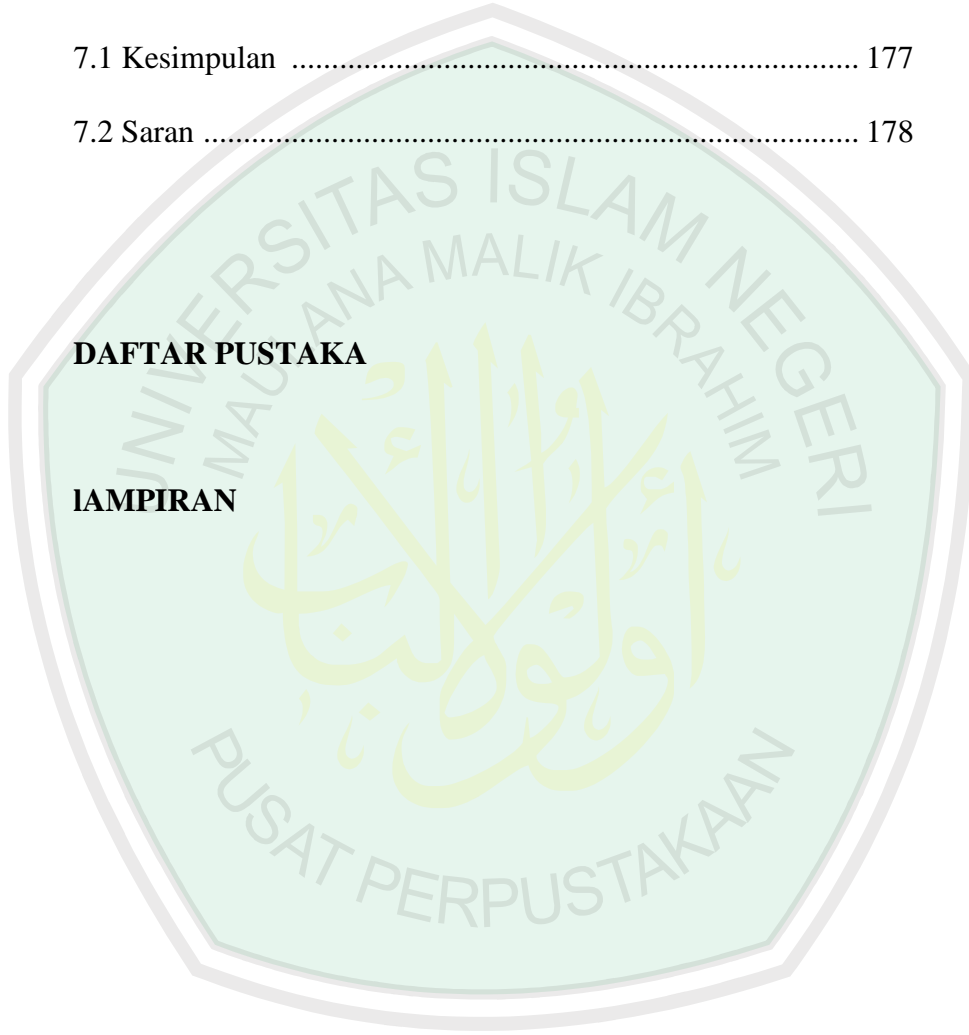 7.1 Kesimpulan ........................................................................ 177
7.2 Saran ................................................................................... 178
UNIVERSITAS ISLAM NEGERI
MAULANA MALIK IBRAHIM
DAFTAR PUSTAKA
lAMPIRAN
PUSAT PERPUSTAKAAN